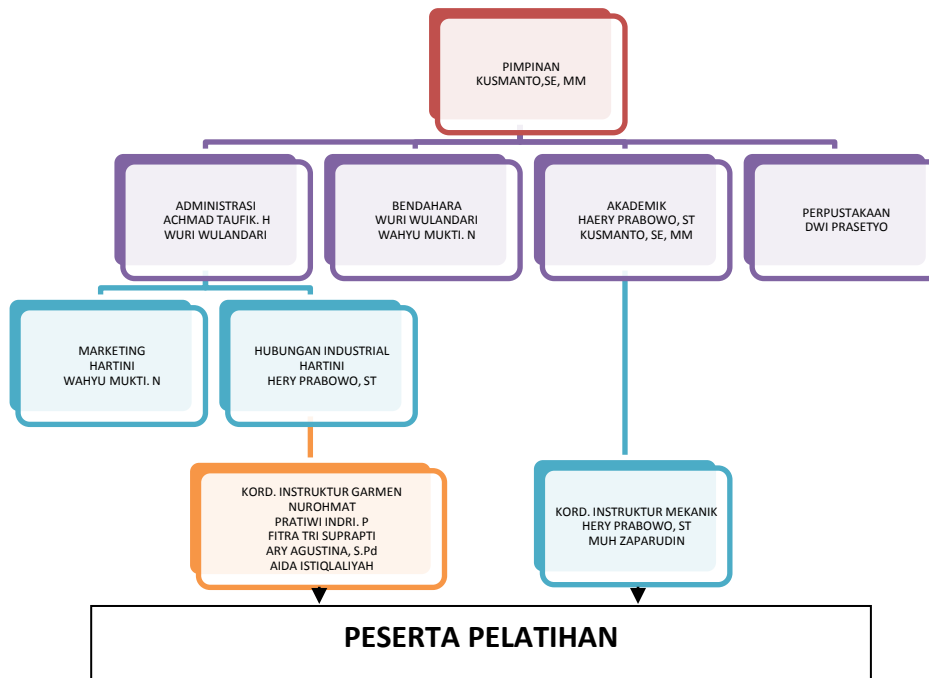 PIMPINAN
KUSMANTO,SE, MM
ADMINISTRASI
ACHMAD TAUFIK. H
WURI WULANDARI
BENDAHARA
WURI WULANDARI
WAHYU MUKTI. N
AKADEMIK
HAERY PRABOWO, ST
KUSMANTO, SE, MM
PERPUSTAKAAN
DWI PRASETYO
MARKETING
HARTINI
WAHYU MUKTI. N
HUBUNGAN INDUSTRIAL
HARTINI
HERY PRABOWO, ST
KORD. INSTRUKTUR GARMEN
NUROHMAT
PRATIWI INDRI. P
FITRA TRI SUPRAPTI
ARY AGUSTINA, S.Pd
AIDA ISTIQLALIYAH
KORD. INSTRUKTUR MEKANIK
HERY PRABOWO, ST
MUH ZAPARUDIN
PESERTA PELATIHAN